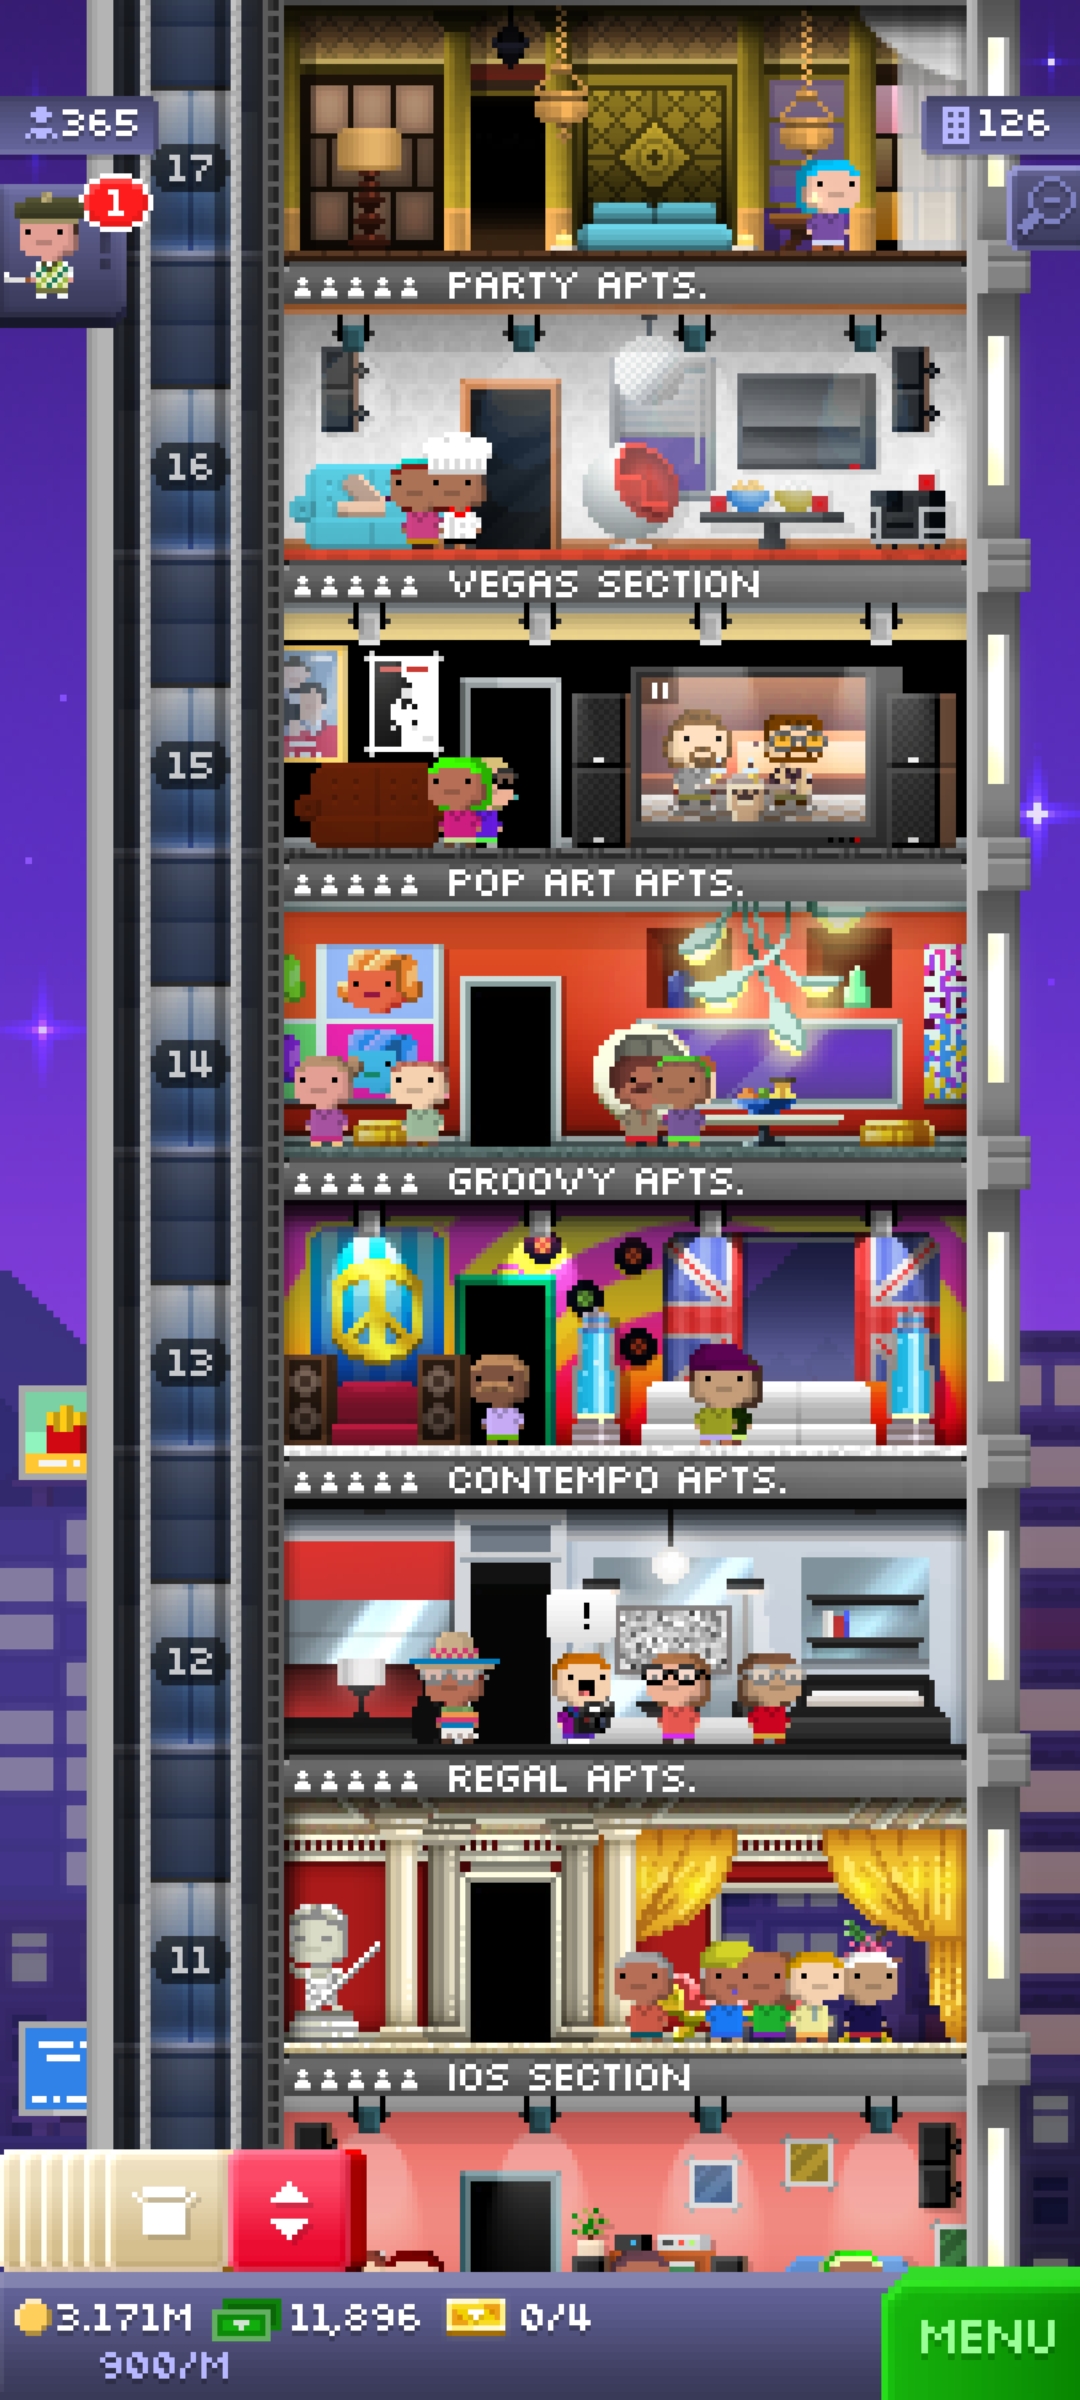 365
126
1
17
PARTY APTS.
16
VEGAS SECTION
15
POP ART APTS.
14
GROOVY APTS.
13
CONTEMPO APTS.
!
12
REGAL APTS.
11
IOS SECTION
3.171M 11,896 0/4
900/M
MENU